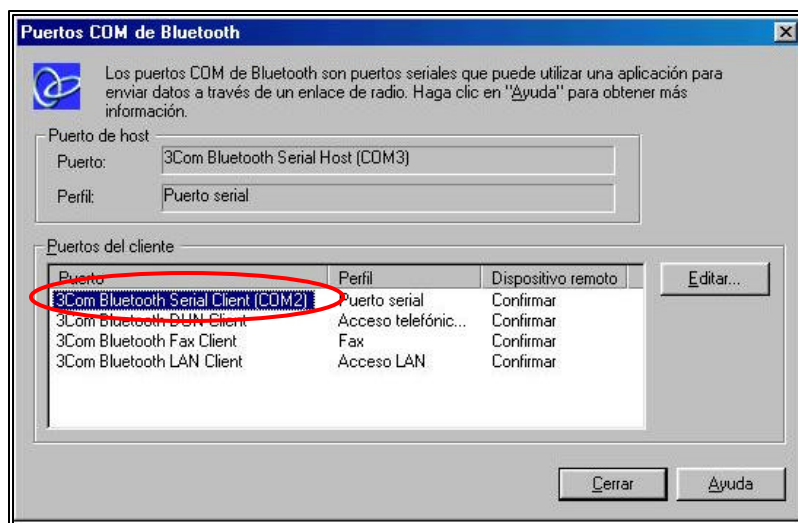 Puertos COM de Bluetooth
Los puertos COM de Bluetooth son puertos seriales que puede utilizar una aplicación para
enviar datos a través de un enlace de radio. Haga clic en "Ayuda" para obtener más
información.
Puerto de host
Puerto: 3Com Bluetooth Serial Host (COM3)
Perfil: Puerto serial
Puertos del cliente
Puerto Perfil Dispositivo remoto
3Com Bluetooth Serial Client (COM2) Puerto serial Confirmar
3Com Bluetooth DUN Client Acceso telefónic... Confirmar
3Com Bluetooth Fax Client Fax Confirmar
3Com Bluetooth LAN Client Acceso LAN Confirmar
Editar...
Cerrar Ayuda